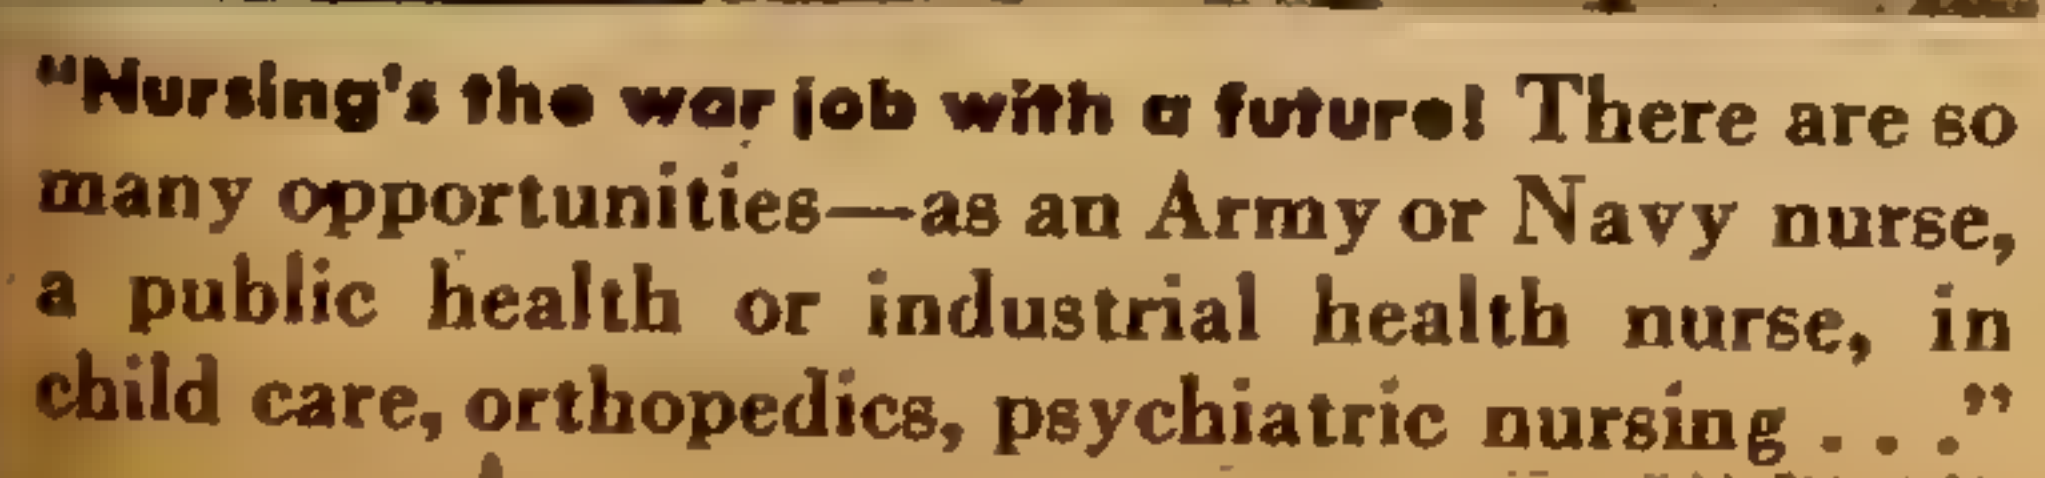 "Nursing's the war job with a future! There are so
many opportunities—as an Army or Navy nurse,
a public health or industrial health nurse, in
child care, orthopedics, psychiatric nursing . . ."